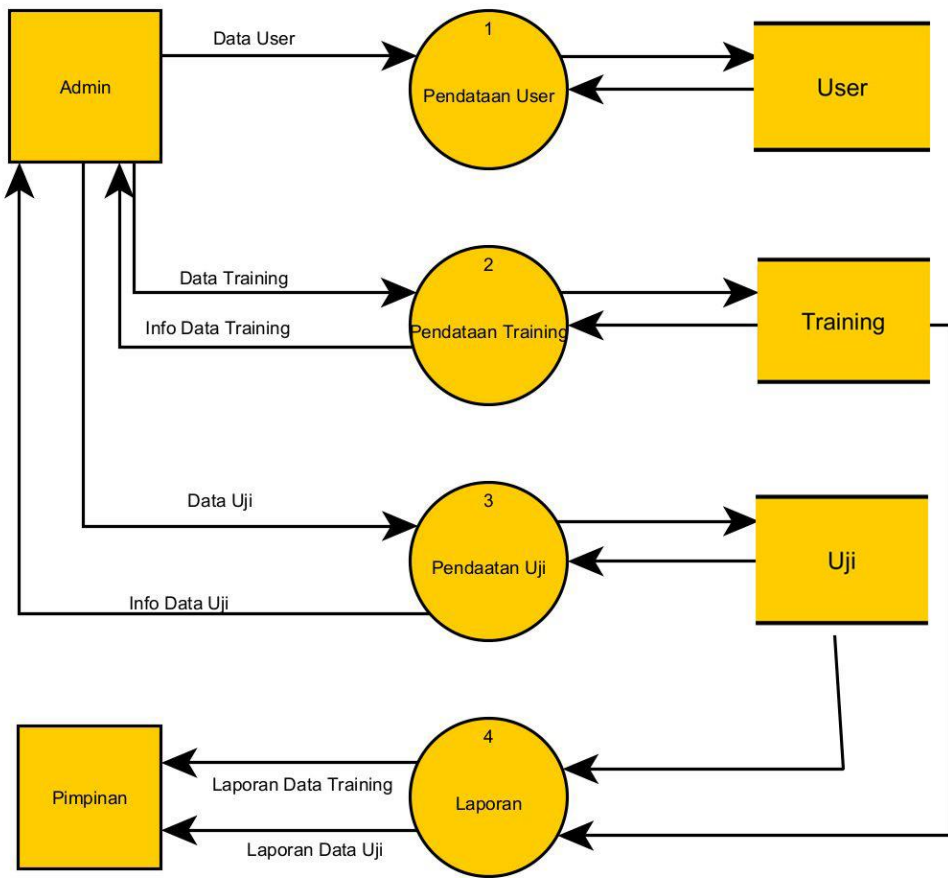 Data User
1
Admin
Pendataan User
User
2
Data Training
Info Data Training
Pendataan Training
Training
3
Data Uji
Pendaatan Uji
Uji
Info Data Uji
4
Pimpinan
Laporan Data Training
Laporan
Laporan Data Uji